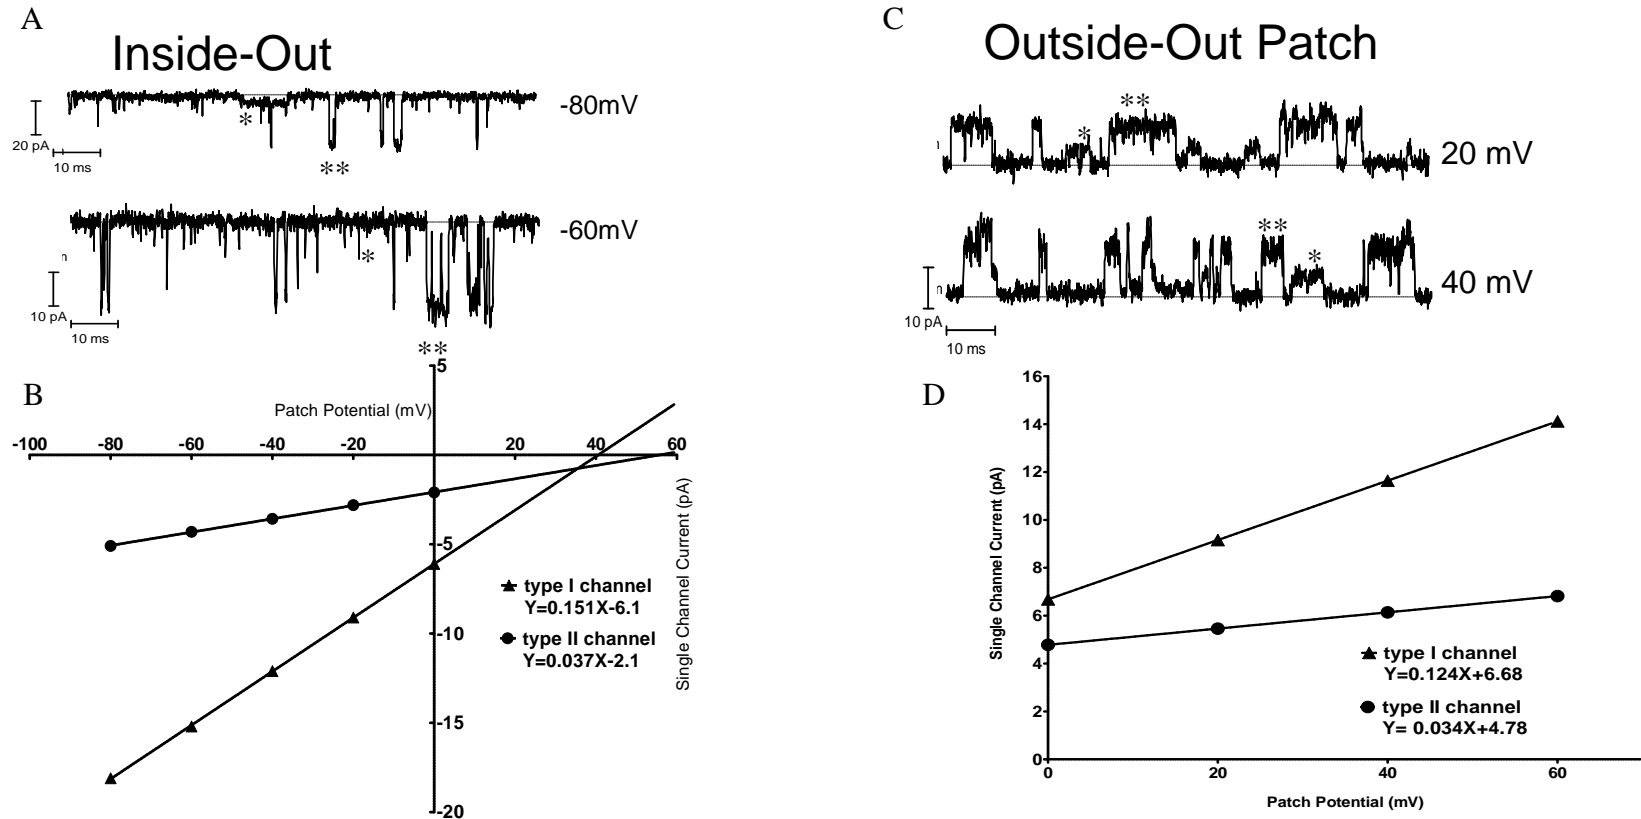 A
Inside-Out
-80mV
*
20 pA
10 ms
**
-60mV
*
10 pA
10 ms
**
B
5
Patch Potential (mV)
-100 -80 -60 -40 -20 20 40 60
-5
-10
-15
-20
Single Channel Current (pA)
type I channel
Y=0.151X-6.1
type II channel
Y=0.037X-2.1
C
Outside-Out Patch
**
*
20 mV
**
*
40 mV
10 pA
10 ms
D
16
14
12
10
8
6
4
2
0
Single Channel Current (pA)
type I channel
Y=0.124X+6.68
type II channel
Y= 0.034X+4.78
0 20 40 60
Patch Potential (mV)